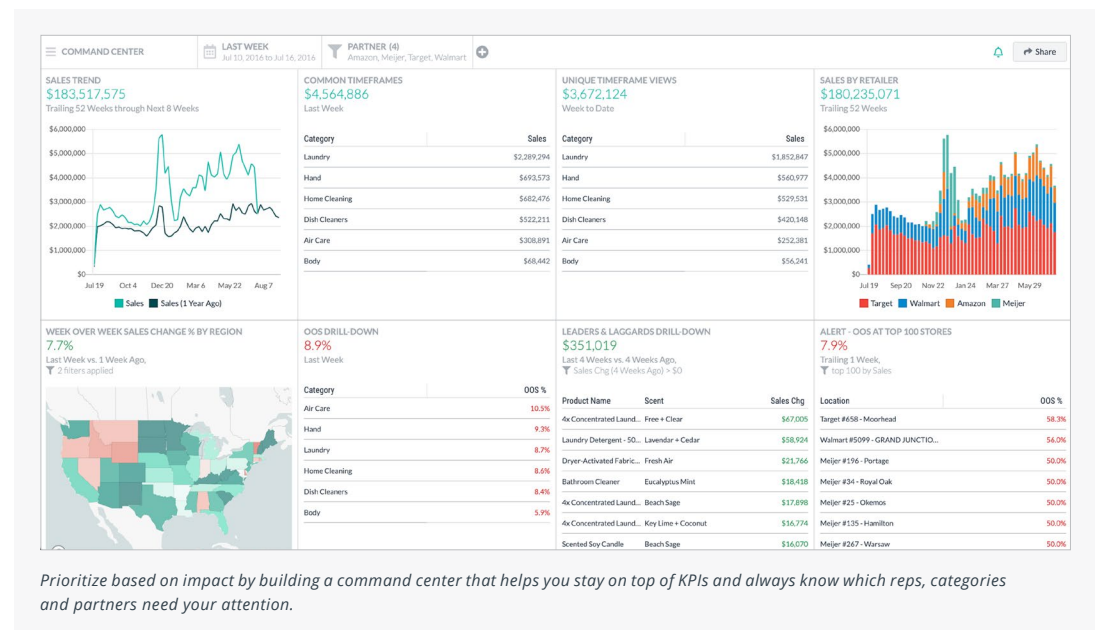 COMMAND CENTER
LAST WEEK
Jul 10, 2016 to Jul 16, 2016
PARTNER (4)
Amazon, Meijer, Target, Walmart
Share
SALES TREND
$183,517,575
Trailing 52 Weeks through Next 8 Weeks
$6,000,000
$5,000,000
$4,000,000
$3,000,000
$2,000,000
$1,000,000
$0
Jul 19 Oct 4 Dec 20 Mar 6 May 22 Aug 7
Sales Sales (1 Year Ago)
COMMON TIMEFRAMES
$4,564,886
Last Week
Category Sales
Laundry $2,289,294
Hand $693,573
Home Cleaning $682,476
Dish Cleaners $522,211
Air Care $308,891
Body $68,442
UNIQUE TIMEFRAME VIEWS
$3,672,124
Week to Date
Category Sales
Laundry $1,852,847
Hand $560,977
Home Cleaning $529,531
Dish Cleaners $420,148
Air Care $252,381
Body $56,241
SALES BY RETAILER
$180,235,071
Trailing 52 Weeks
$6,000,000
$5,000,000
$4,000,000
$3,000,000
$2,000,000
$1,000,000
$0
Jul 19 Sep 20 Nov 22 Jan 24 Mar 27 May 29
Target Walmart Amazon Meijer
WEEK OVER WEEK SALES CHANGE % BY REGION
7.7%
Last Week vs. 1 Week Ago,
2 filters applied
OOS DRILL-DOWN
8.9%
Last Week
Category OOS %
Air Care 10.5%
Hand 9.3%
Laundry 8.7%
Home Cleaning 8.6%
Dish Cleaners 8.4%
Body 5.9%
LEADERS & LAGGARDS DRILL-DOWN
$351,019
Last 4 Weeks vs. 4 Weeks Ago,
Sales Chg (4 Weeks Ago) > $0
Product Name Scent Sales Chg
4x Concentrated Laund... Free + Clear $67,005
Laundry Detergent - 50... Lavendar + Cedar $58,924
Dryer-Activated Fabric... Fresh Air $21,766
Bathroom Cleaner Eucalyptus Mint $18,418
4x Concentrated Laund... Beach Sage $17,898
4x Concentrated Laund... Key Lime + Coconut $16,774
Scented Soy Candle Beach Sage $16,070
ALERT - OOS AT TOP 100 STORES
7.9%
Trailing 1 Week,
top 100 by Sales
Location OOS %
Target #658 - Moorhead 58.3%
Walmart #5099 - GRAND JUNCTIO... 56.0%
Meijer #196 - Portage 50.0%
Meijer #34 - Royal Oak 50.0%
Meijer #25 - Okemos 50.0%
Meijer #135 - Hamilton 50.0%
Meijer #267 - Warsaw 50.0%
Prioritize based on impact by building a command center that helps you stay on top of KPIs and always know which reps, categories
and partners need your attention.